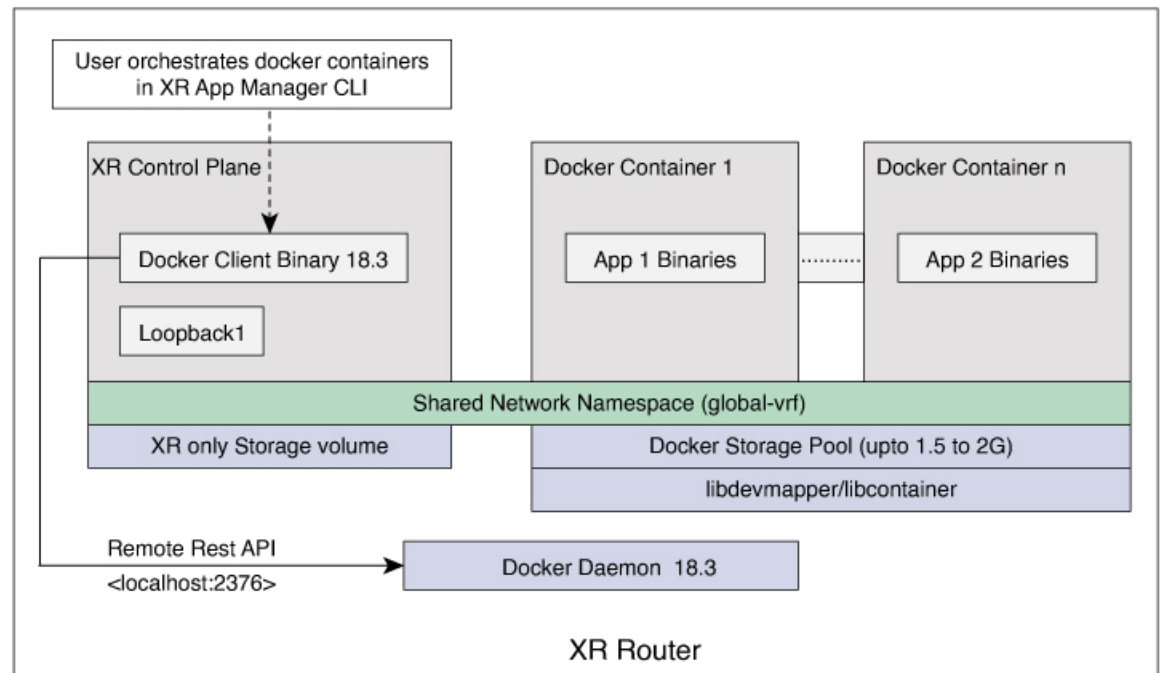 User orchestrates docker containers
in XR App Manager CLI
XR Control Plane
Docker Container 1
Docker Container n
Docker Client Binary 18.3
App 1 Binaries
..........
App 2 Binaries
Loopback1
Shared Network Namespace (global-vrf)
XR only Storage volume
Docker Storage Pool (upto 1.5 to 2G)
libdevmapper/libcontainer
Remote Rest API
<localhost:2376>
Docker Daemon 18.3
XR Router